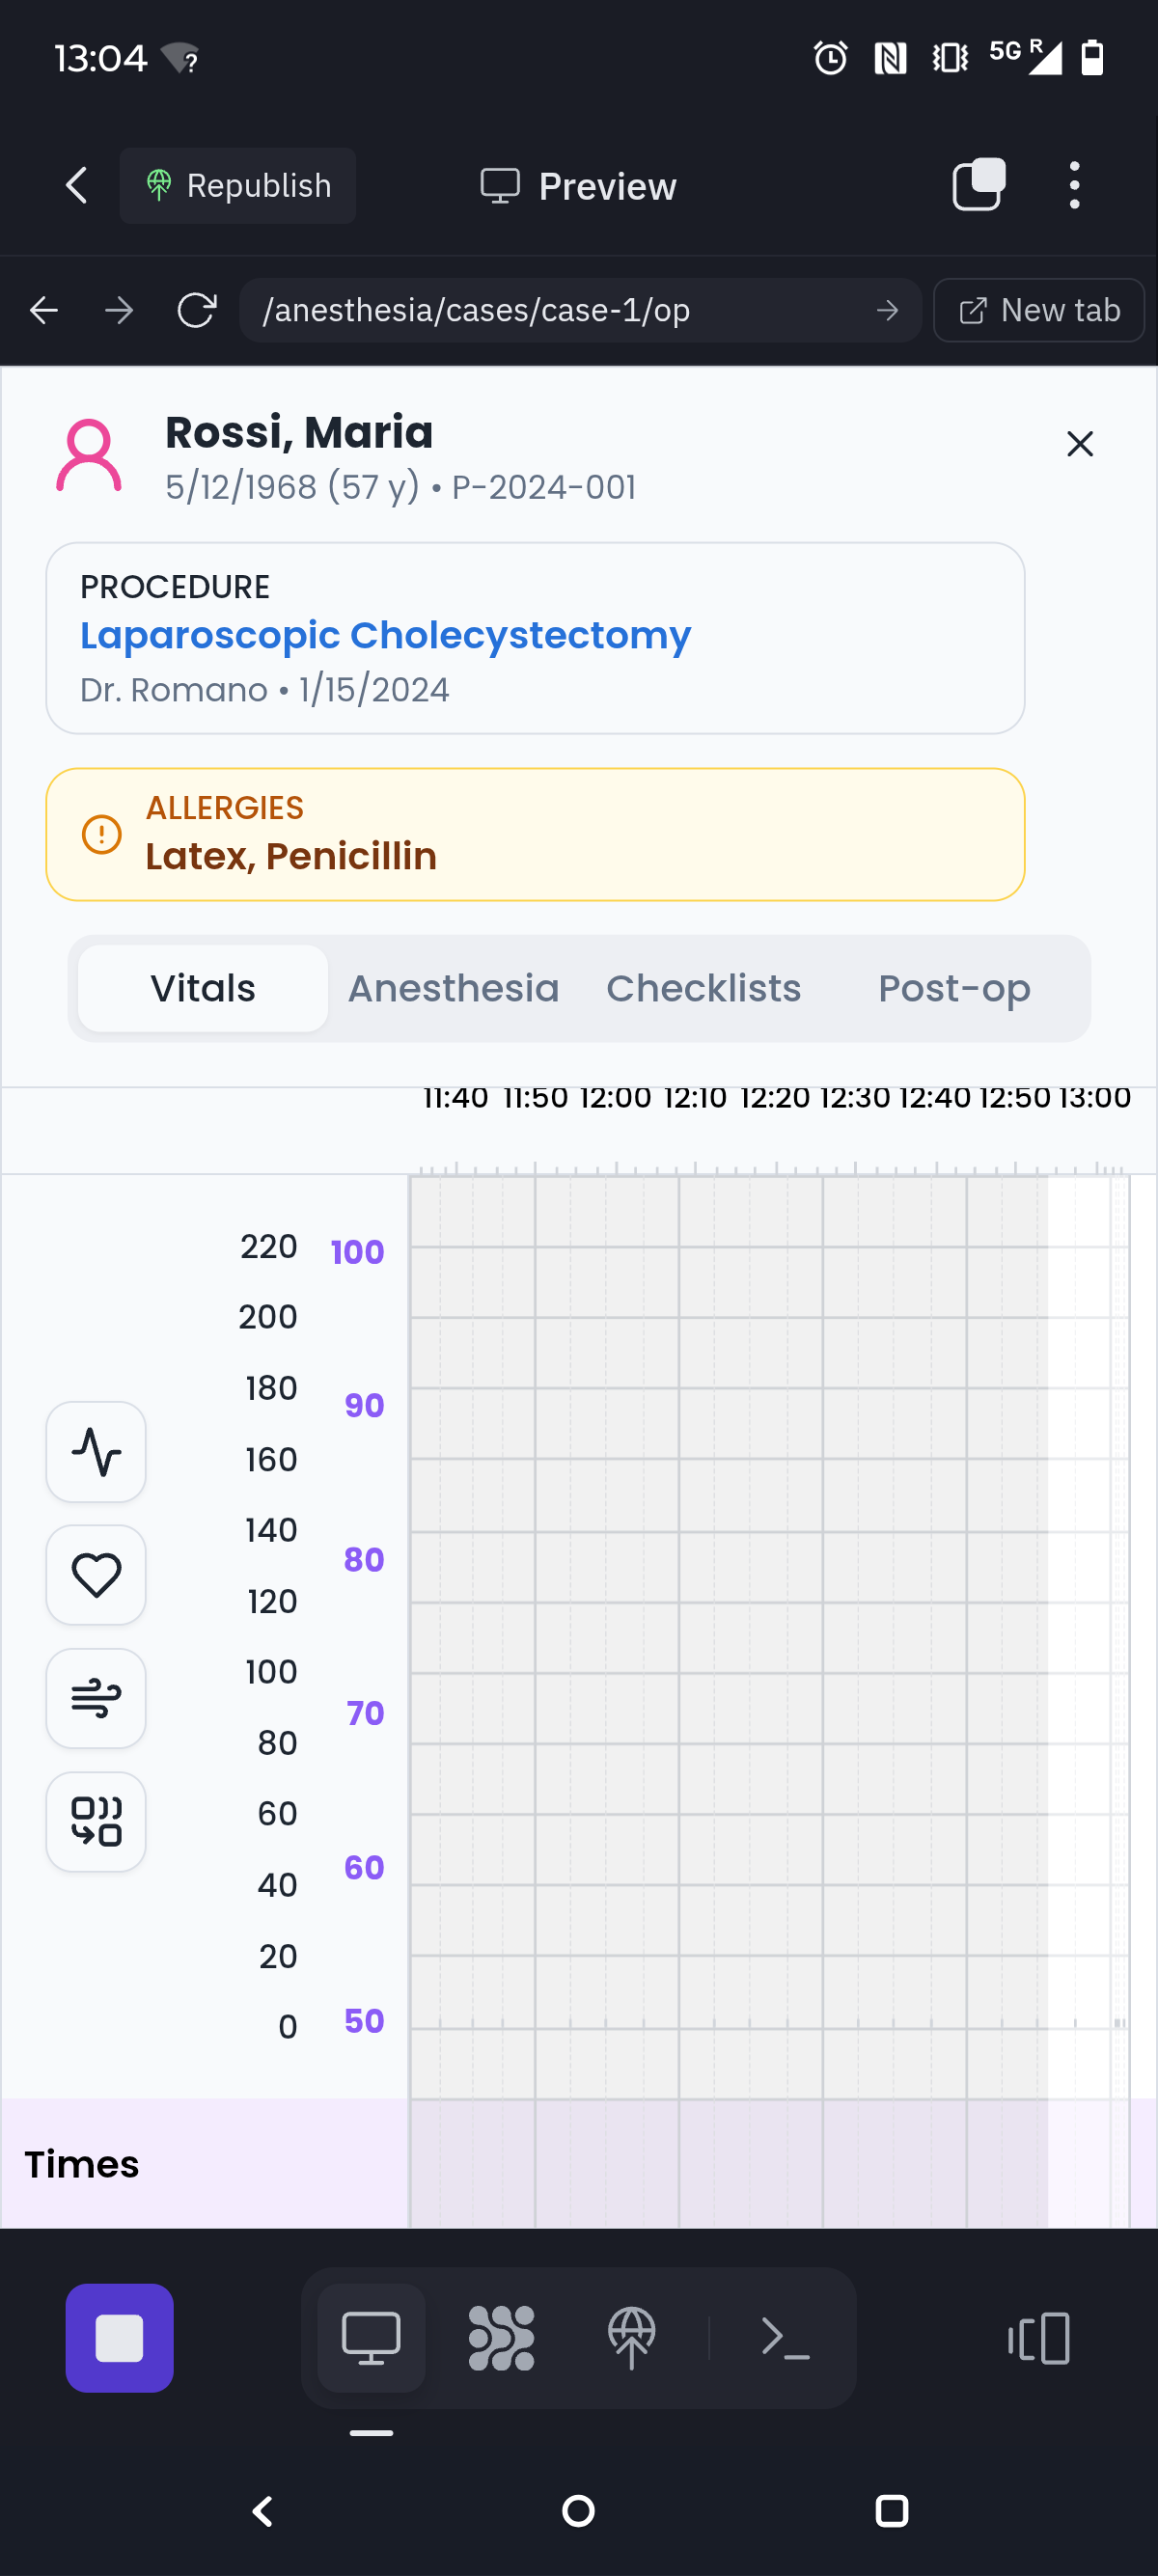 13:04
5G R
Republish
Preview
/anesthesia/cases/case-1/op
New tab
Rossi, Maria
5/12/1968 (57 y) • P-2024-001
PROCEDURE
Laparoscopic Cholecystectomy
Dr. Romano • 1/15/2024
ALLERGIES
Latex, Penicillin
Vitals Anesthesia Checklists Post-op
11:40 11:50 12:00 12:10 12:20 12:30 12:40 12:50 13:00
220 100
200
180 90
160
140 80
120
100 70
80
60 60
40
20
0 50
Times